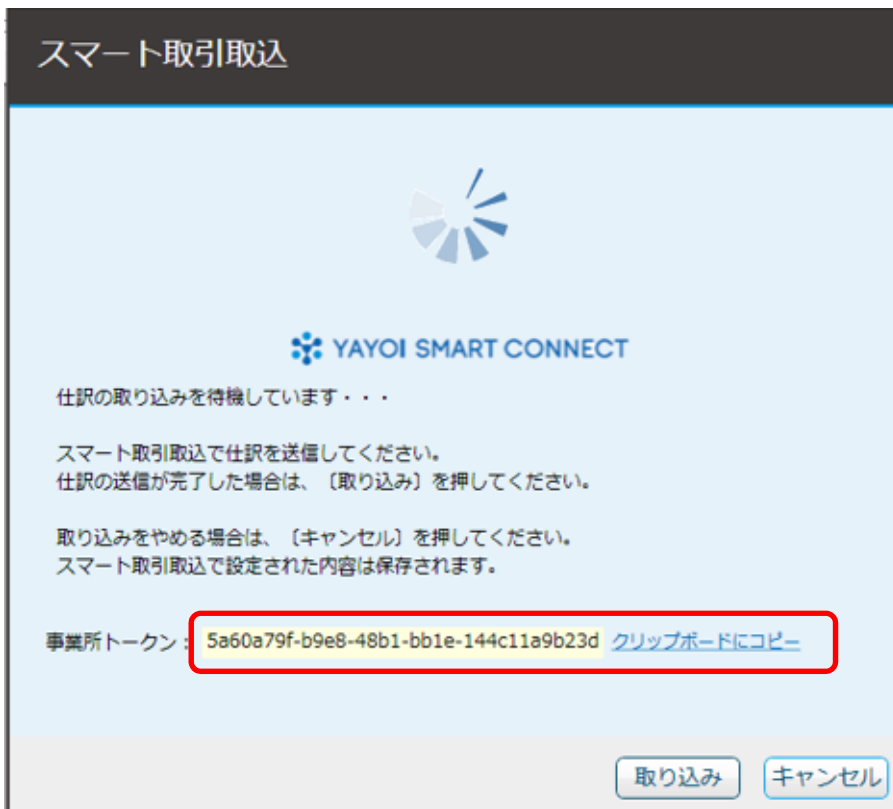 スマート取引取込
YAYOI SMART CONNECT
仕訳の取り込みを待機しています・・・
スマート取引取込で仕訳を送信してください。
仕訳の送信が完了した場合は、〔取り込み〕を押してください。
取り込みをやめる場合は、〔キャンセル〕を押してください。
スマート取引取込で設定された内容は保存されます。
事業所トークン： 5a60a79f-b9e8-48b1-bb1e-144c11a9b23d クリップボードにコピー
取り込み キャンセル